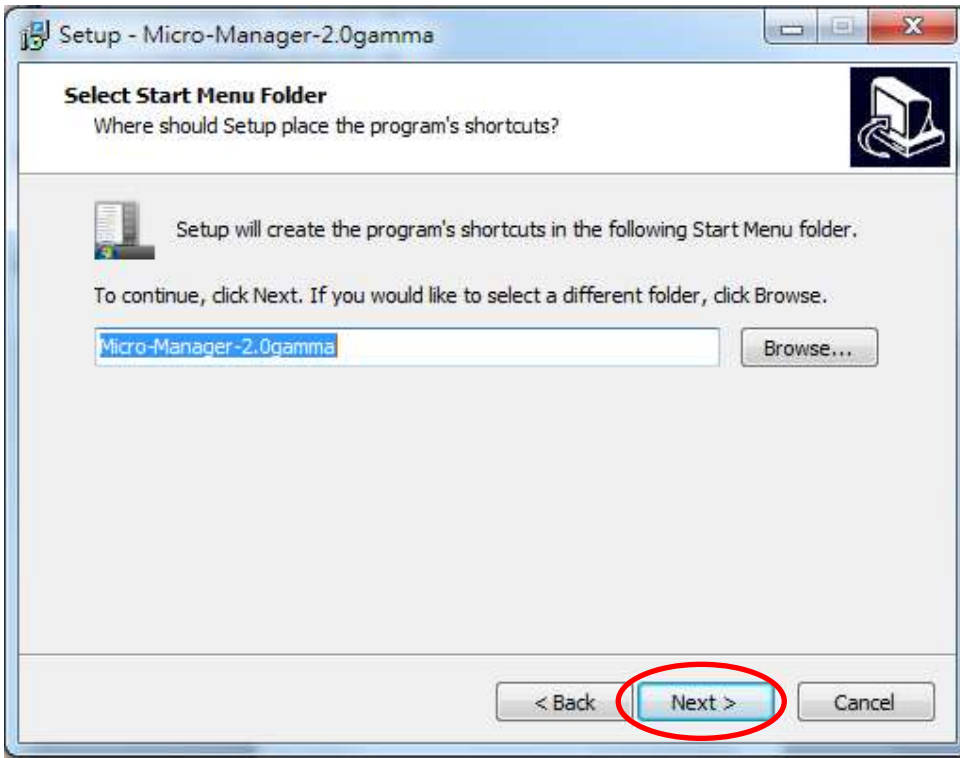 Setup - Micro-Manager-2.0gamma
Select Start Menu Folder
Where should Setup place the program's shortcuts?
Setup will create the program's shortcuts in the following Start Menu folder.
To continue, click Next. If you would like to select a different folder, click Browse.
Micro-Manager-2.0gamma
Browse...
< Back
Next >
Cancel